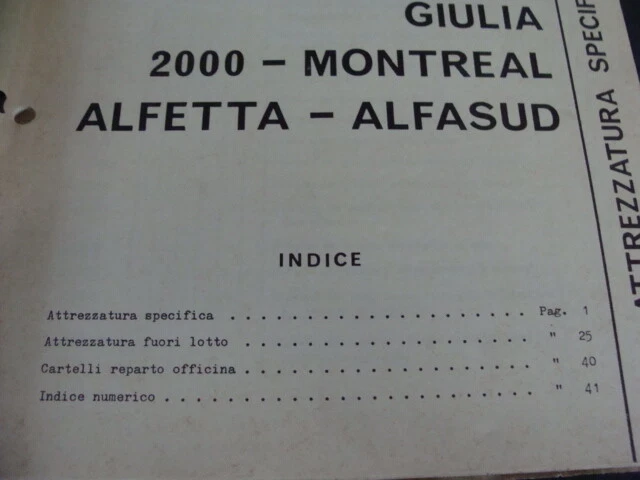 GIULIA
2000 - MONTREAL
ALFETTA - ALFASUD
INDICE
Attrezzatura specifica . . . . . . . . . . . . . . . . . . . . . Pag. 1
Attrezzatura fuori lotto . . . . . . . . . . . . . . . . . . . . " 25
Cartelli reparto officina . . . . . . . . . . . . . . . . . . . . " 40
Indice numerico . . . . . . . . . . . . . . . . . . . . . . . . . " 41
ATTREZZATURA